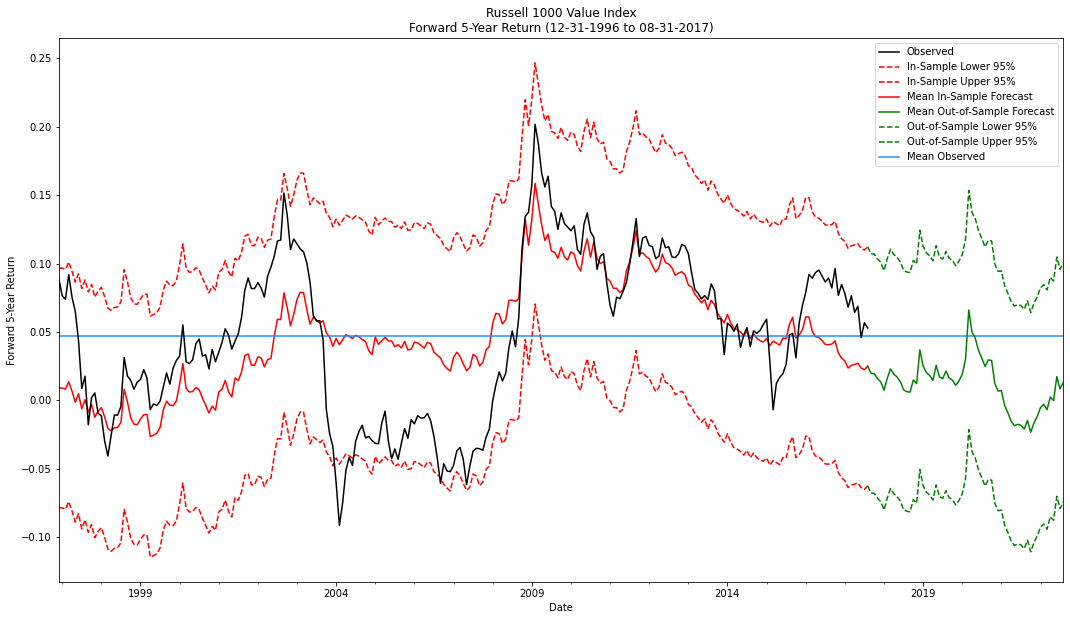 Russell 1000 Value Index
Forward 5-Year Return (12-31-1996 to 08-31-2017)
Observed
In-Sample Lower 95%
In-Sample Upper 95%
Mean In-Sample Forecast
Mean Out-of-Sample Forecast
Out-of-Sample Lower 95%
Out-of-Sample Upper 95%
Mean Observed
Forward 5-Year Return
0.25
0.20
0.15
0.10
0.05
0.00
−0.05
−0.10
1999
2004
2009
2014
2019
Date